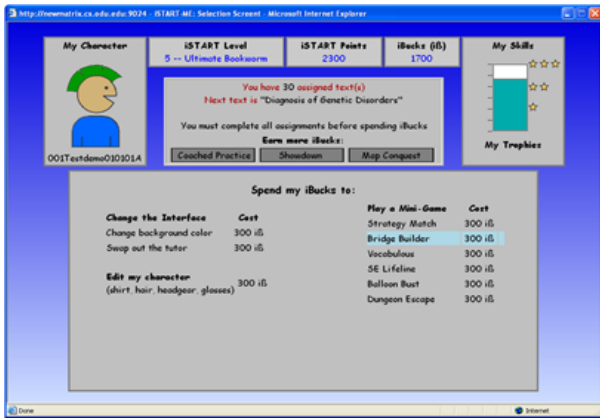 http://newmatrix.cs.odu.edu:9024 - iSTART-ME: Selection Screent - Microsoft Internet Explorer
My Character
iSTART Level
5 -- Ultimate Bookworm
iSTART Points
2300
iBucks (iß)
1700
My Skills
You have 30 assigned text(s)
Next text is "Diagnosis of Genetic Disorders"
You must complete all assignments before spending iBucks
Earn more iBucks:
Coached Practice
Showdown
Map Conquest
001Testdemo010101A
My Trophies
Spend my iBucks to:
Change the Interface Cost
Change background color 300 iß
Swap out the tutor 300 iß
Edit my character
(shirt, hair, headgear, glasses) 300 iß
Play a Mini-Game Cost
Strategy Match 300 iß
Bridge Builder 300 iß
Vocabulous 300 iß
SE Lifeline 300 iß
Balloon Bust 300 iß
Dungeon Escape 300 iß
Done
Internet